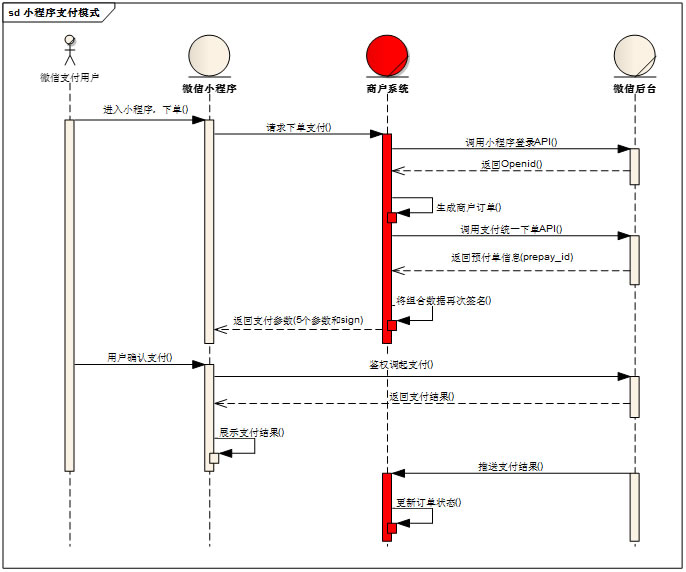 sd 小程序支付模式
微信支付用户
微信小程序
商户系统
微信后台
进入小程序，下单()
请求下单支付()
调用小程序登录API()
返回Openid()
生成商户订单()
调用支付统一下单API()
返回预付单信息(prepay_id)
将组合数据再次签名()
返回支付参数(5个参数和sign)
用户确认支付()
鉴权调起支付()
返回支付结果()
展示支付结果()
推送支付结果()
更新订单状态()